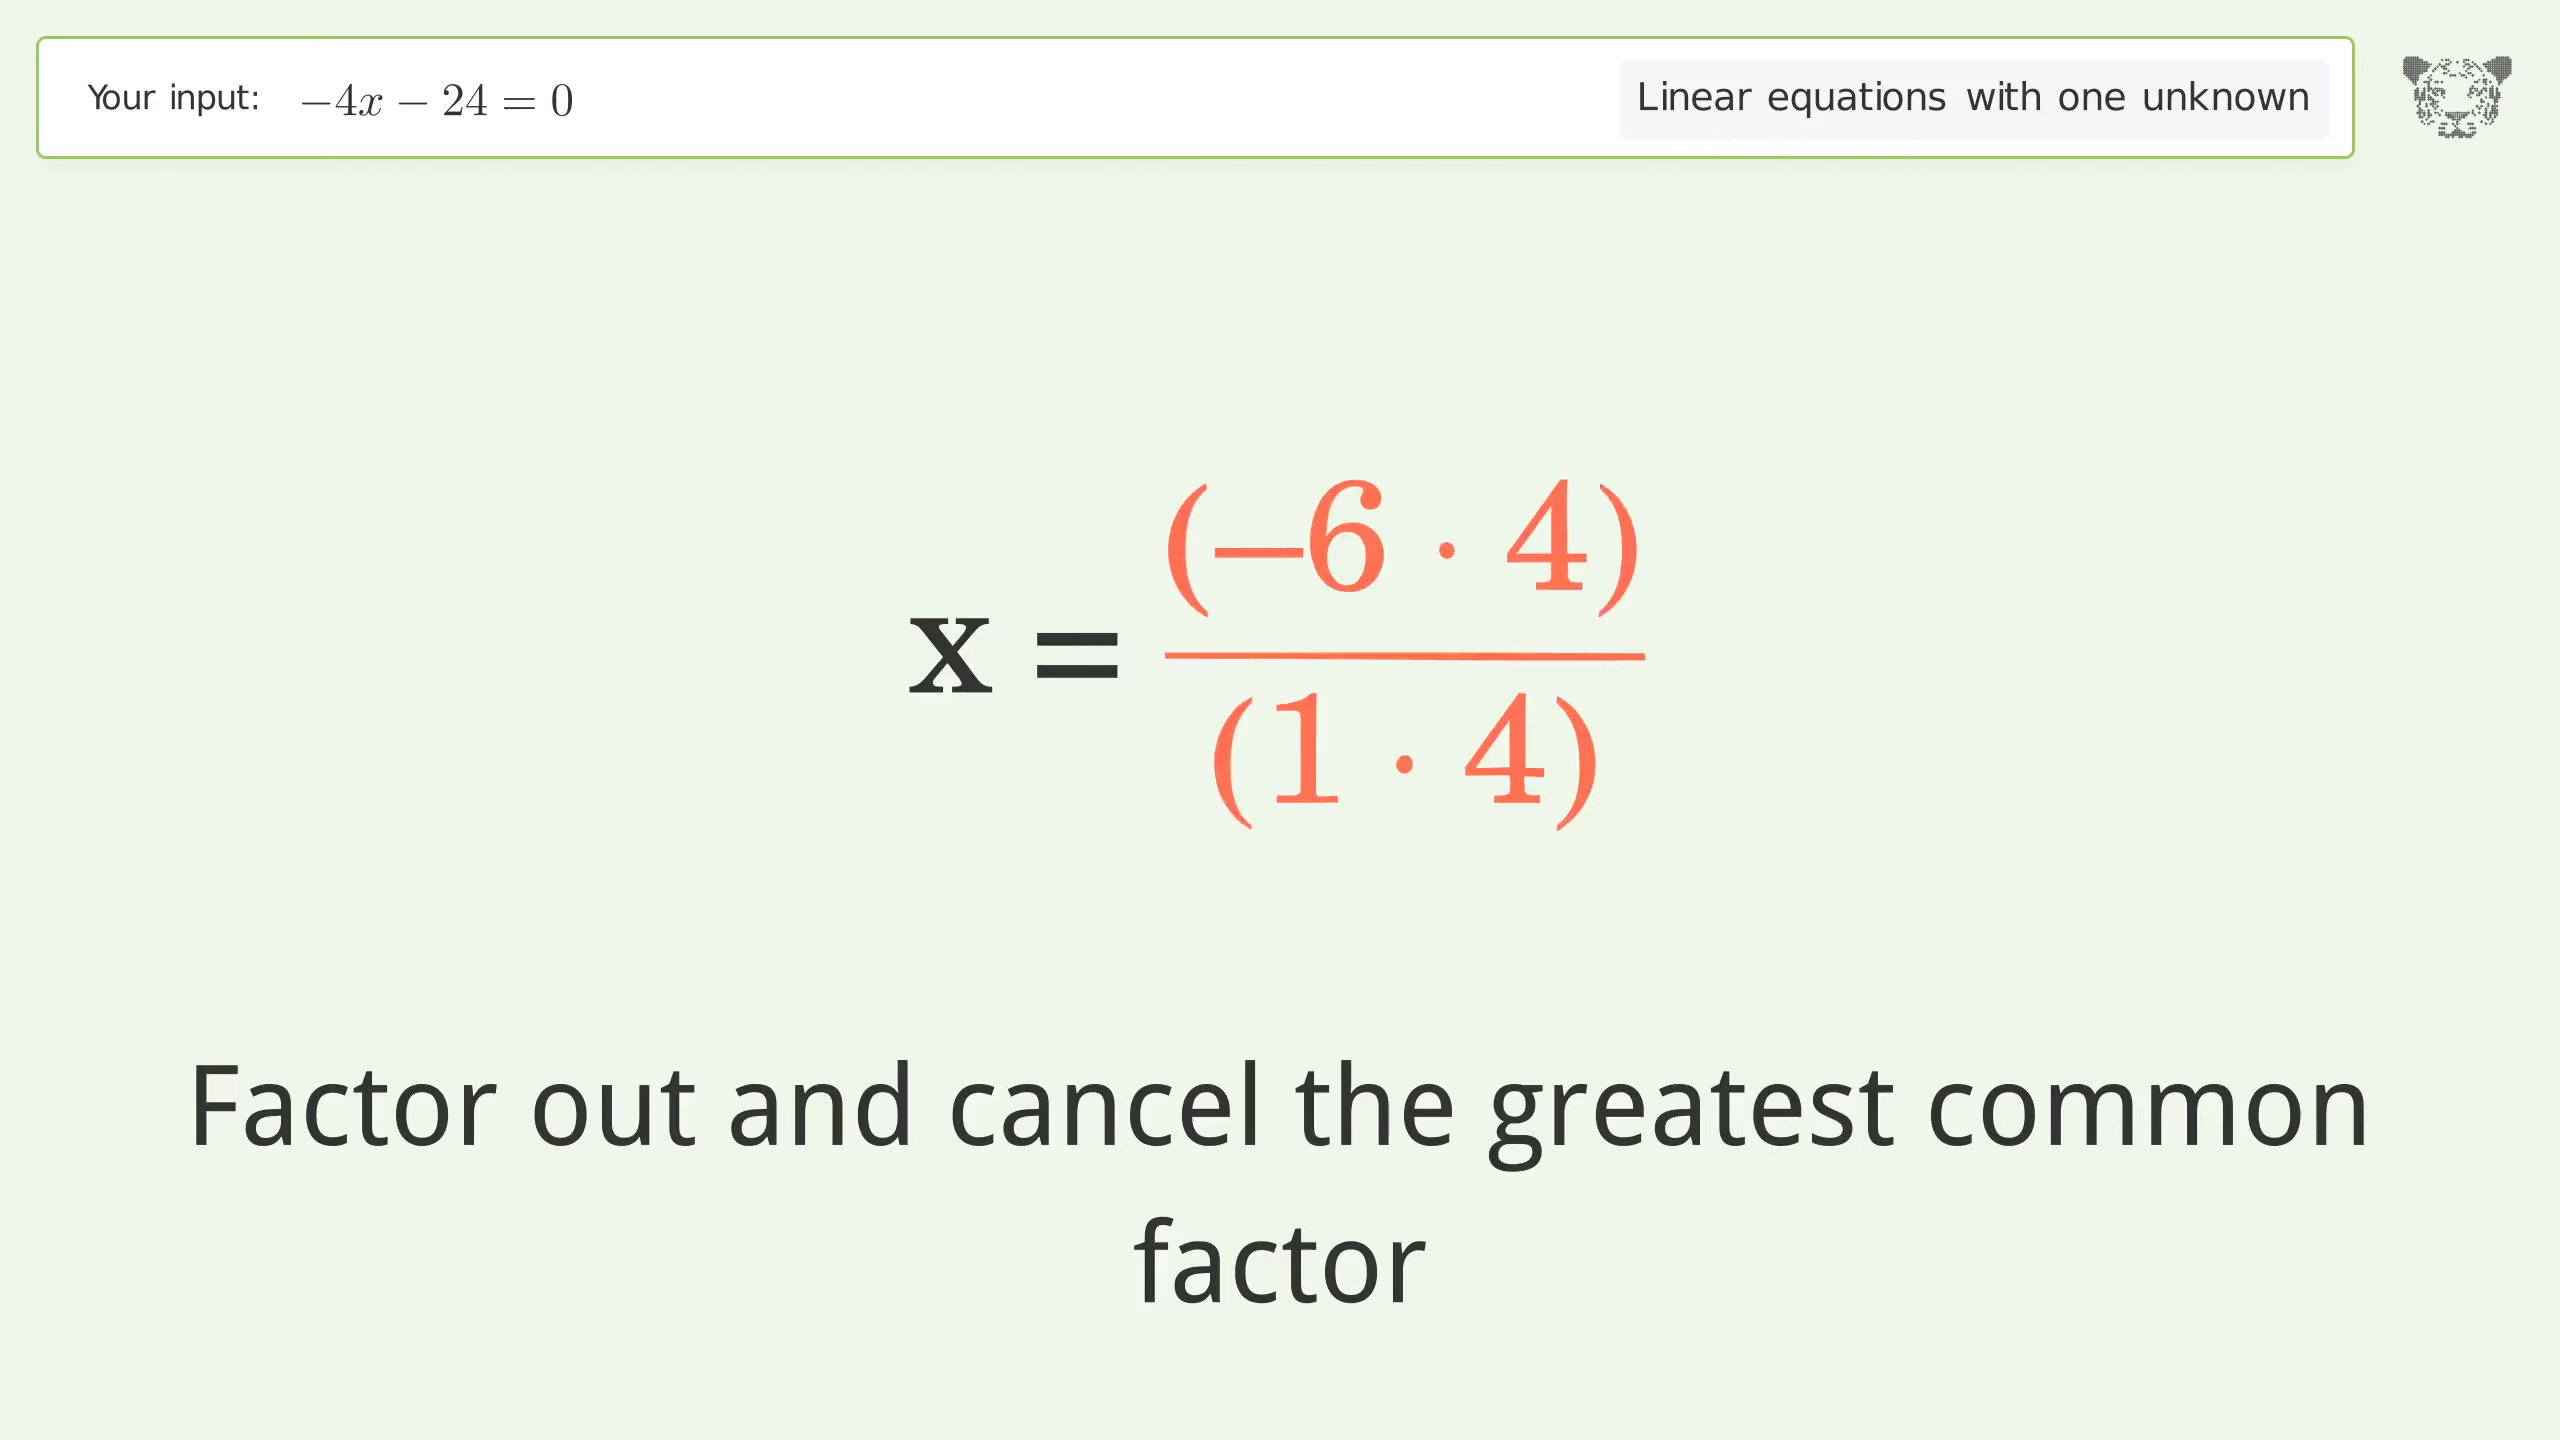 Your input: −4x − 24 = 0 Linear equations with one unknown
x = (−6 · 4) / (1 · 4)
Factor out and cancel the greatest common
factor